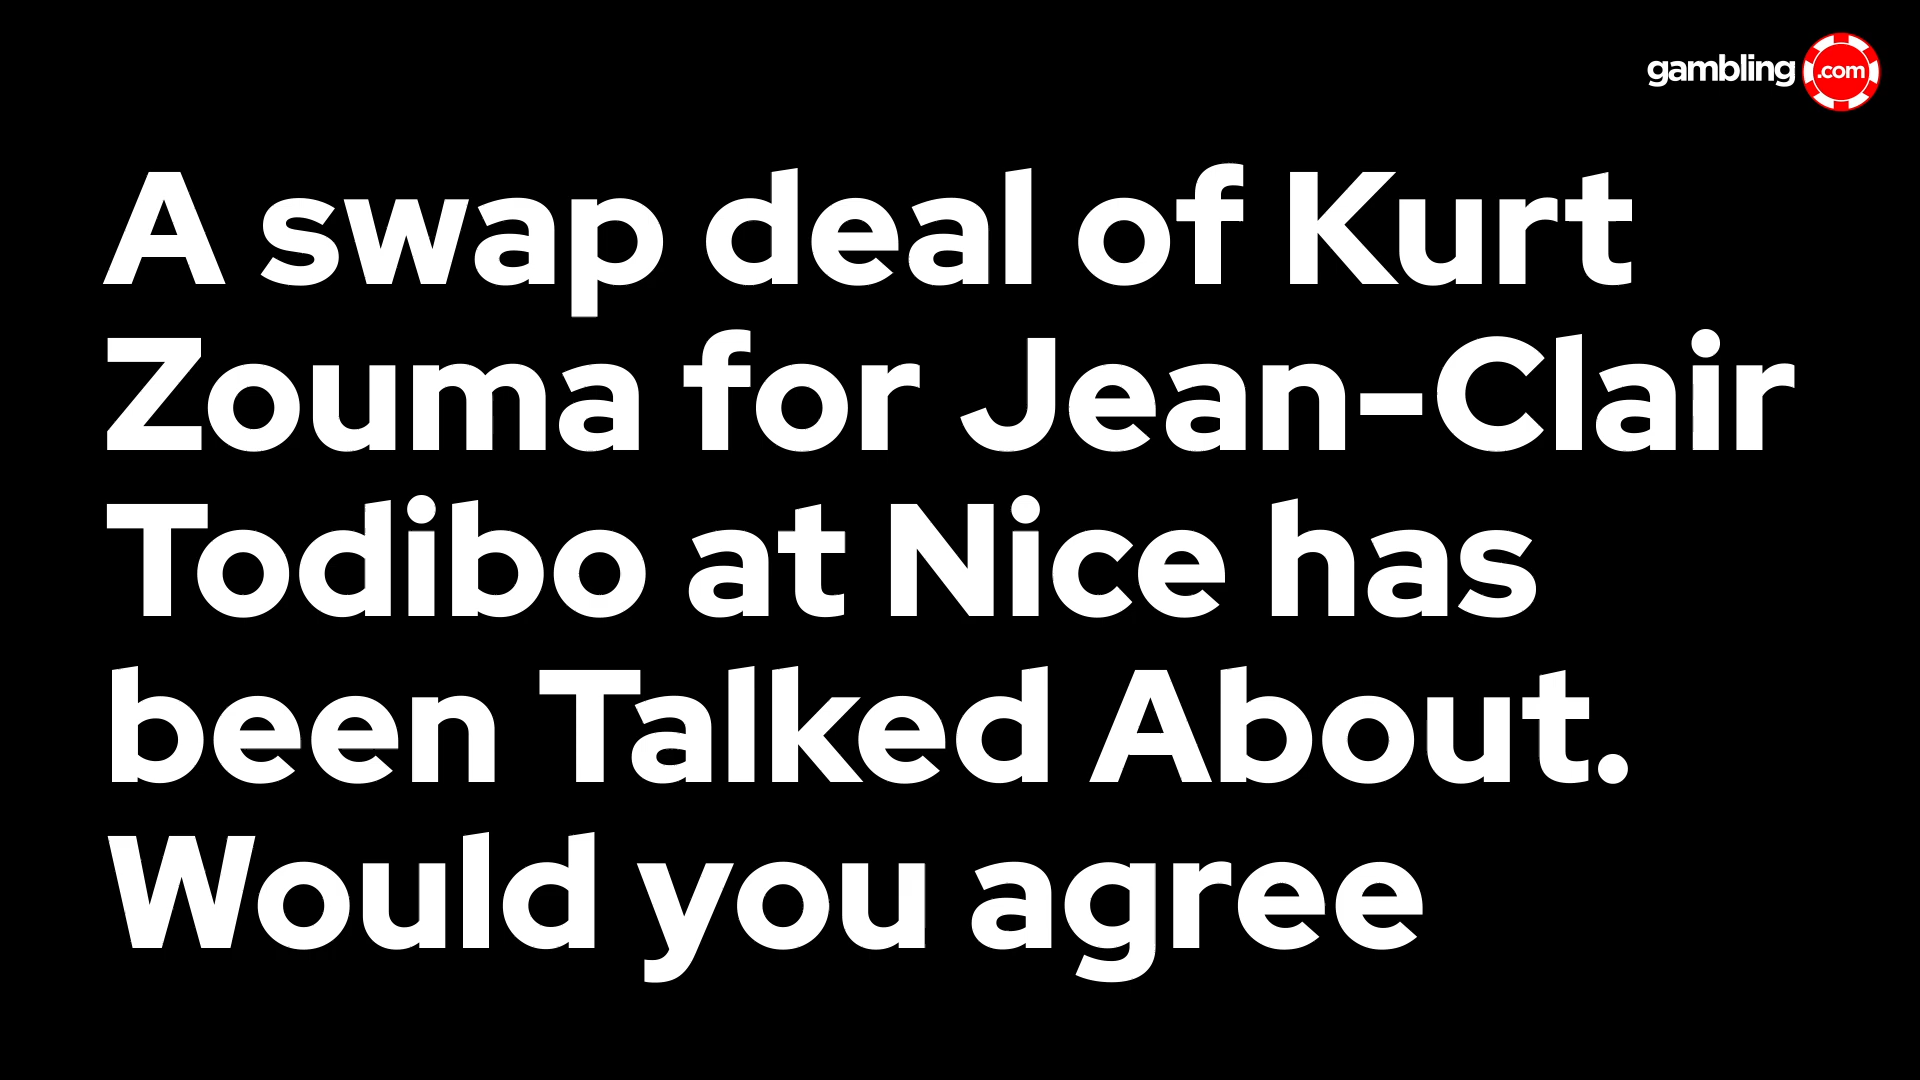 gambling.com
A swap deal of Kurt
Zouma for Jean-Clair
Todibo at Nice has
been Talked About.
Would you agree